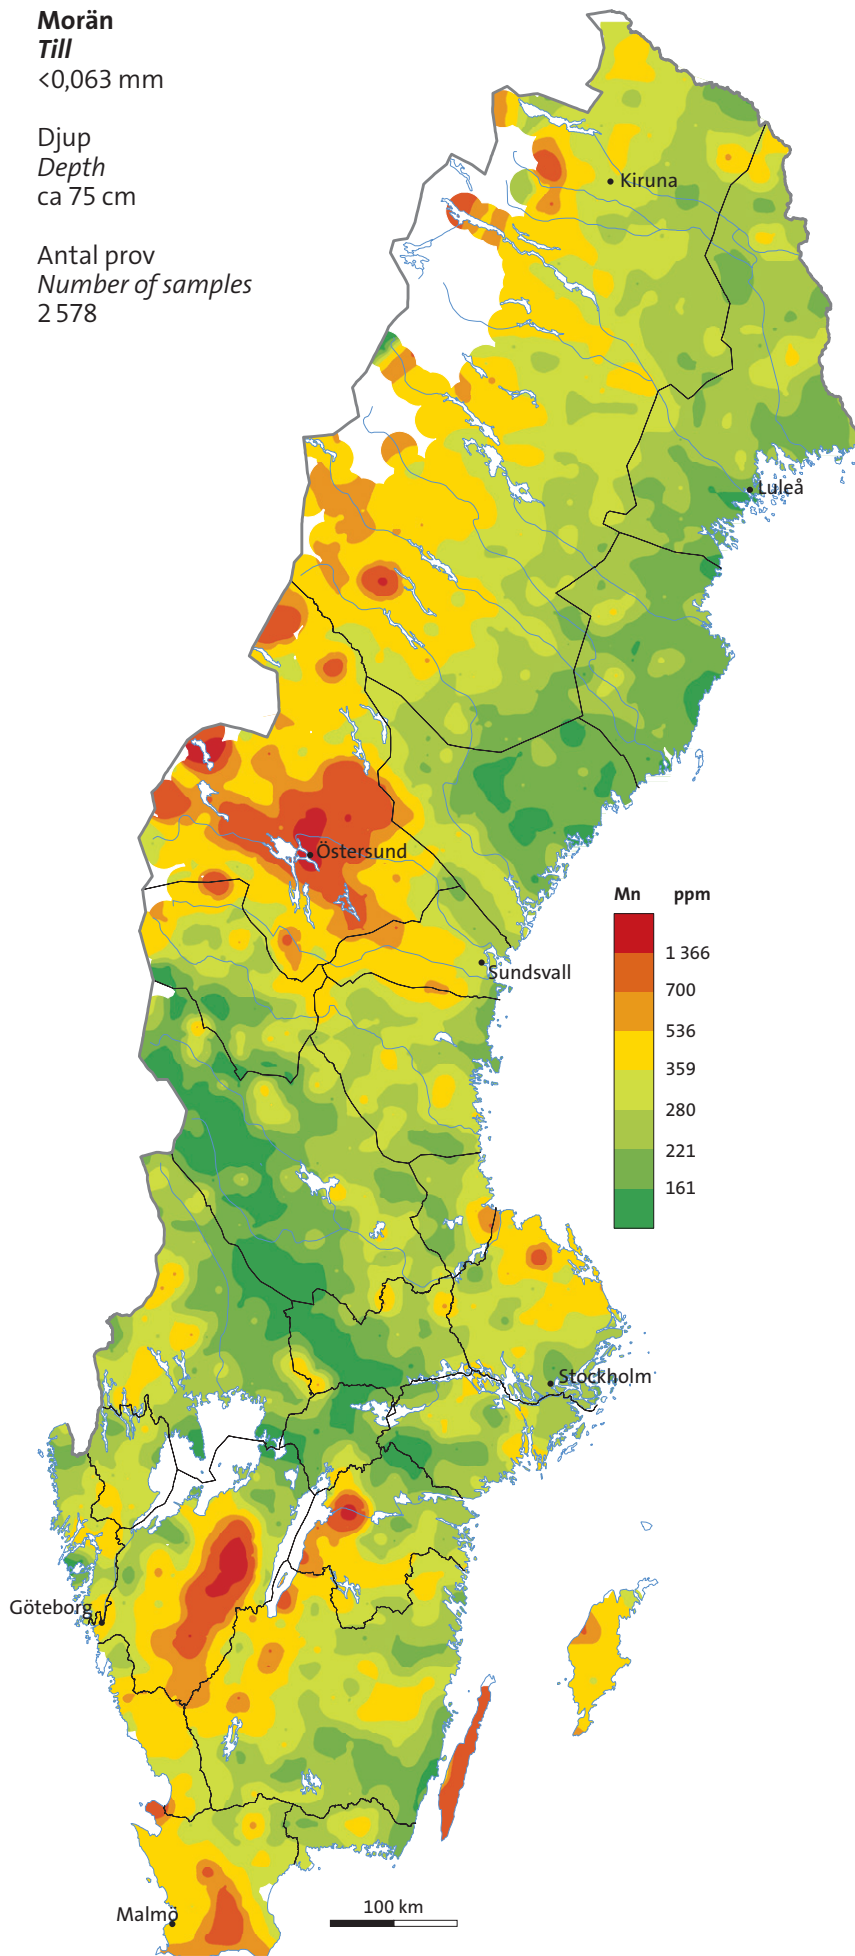 Morän
Till
<0,063 mm
Djup
Depth
ca 75 cm
Antal prov
Number of samples
2 578
Kiruna
Luleå
Östersund
Sundsvall
Mn ppm
1 366
700
536
359
280
221
161
Stockholm
Göteborg
Malmö
100 km